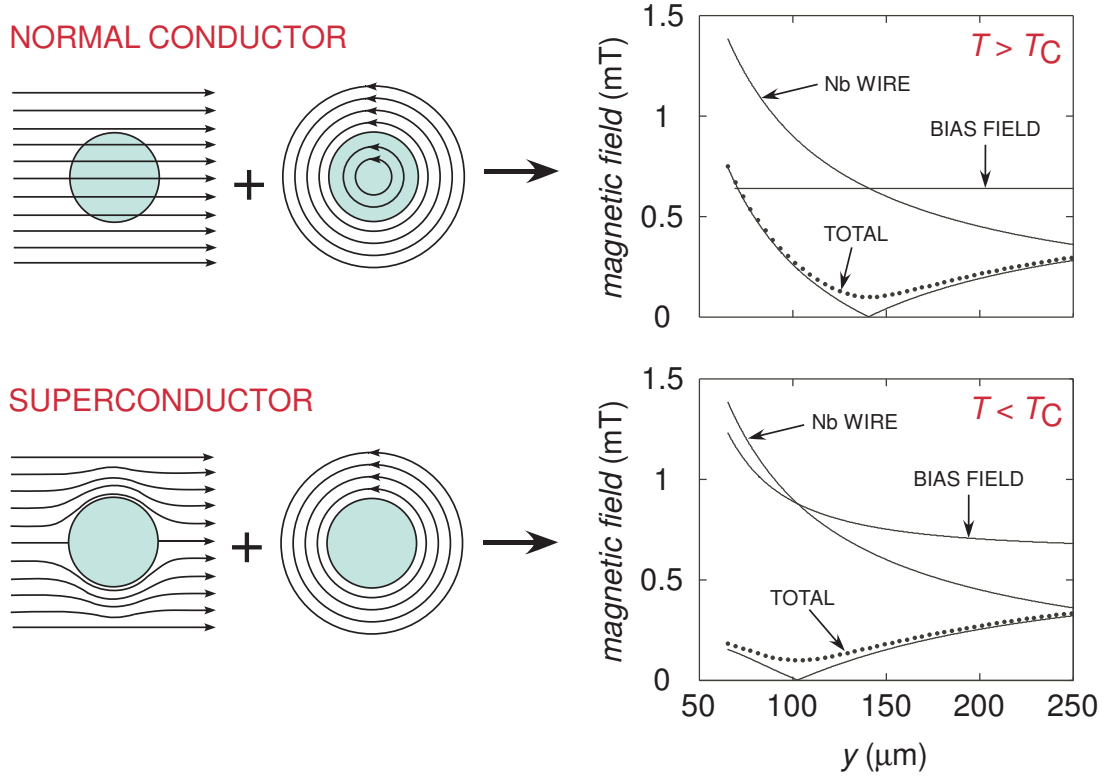 NORMAL CONDUCTOR
+
magnetic field (mT)
1.5
1
0.5
0
T > TC
Nb WIRE
BIAS FIELD
TOTAL
SUPERCONDUCTOR
+
magnetic field (mT)
1.5
1
0.5
0
T < TC
Nb WIRE
BIAS FIELD
TOTAL
50 100 150 200 250
y (μm)